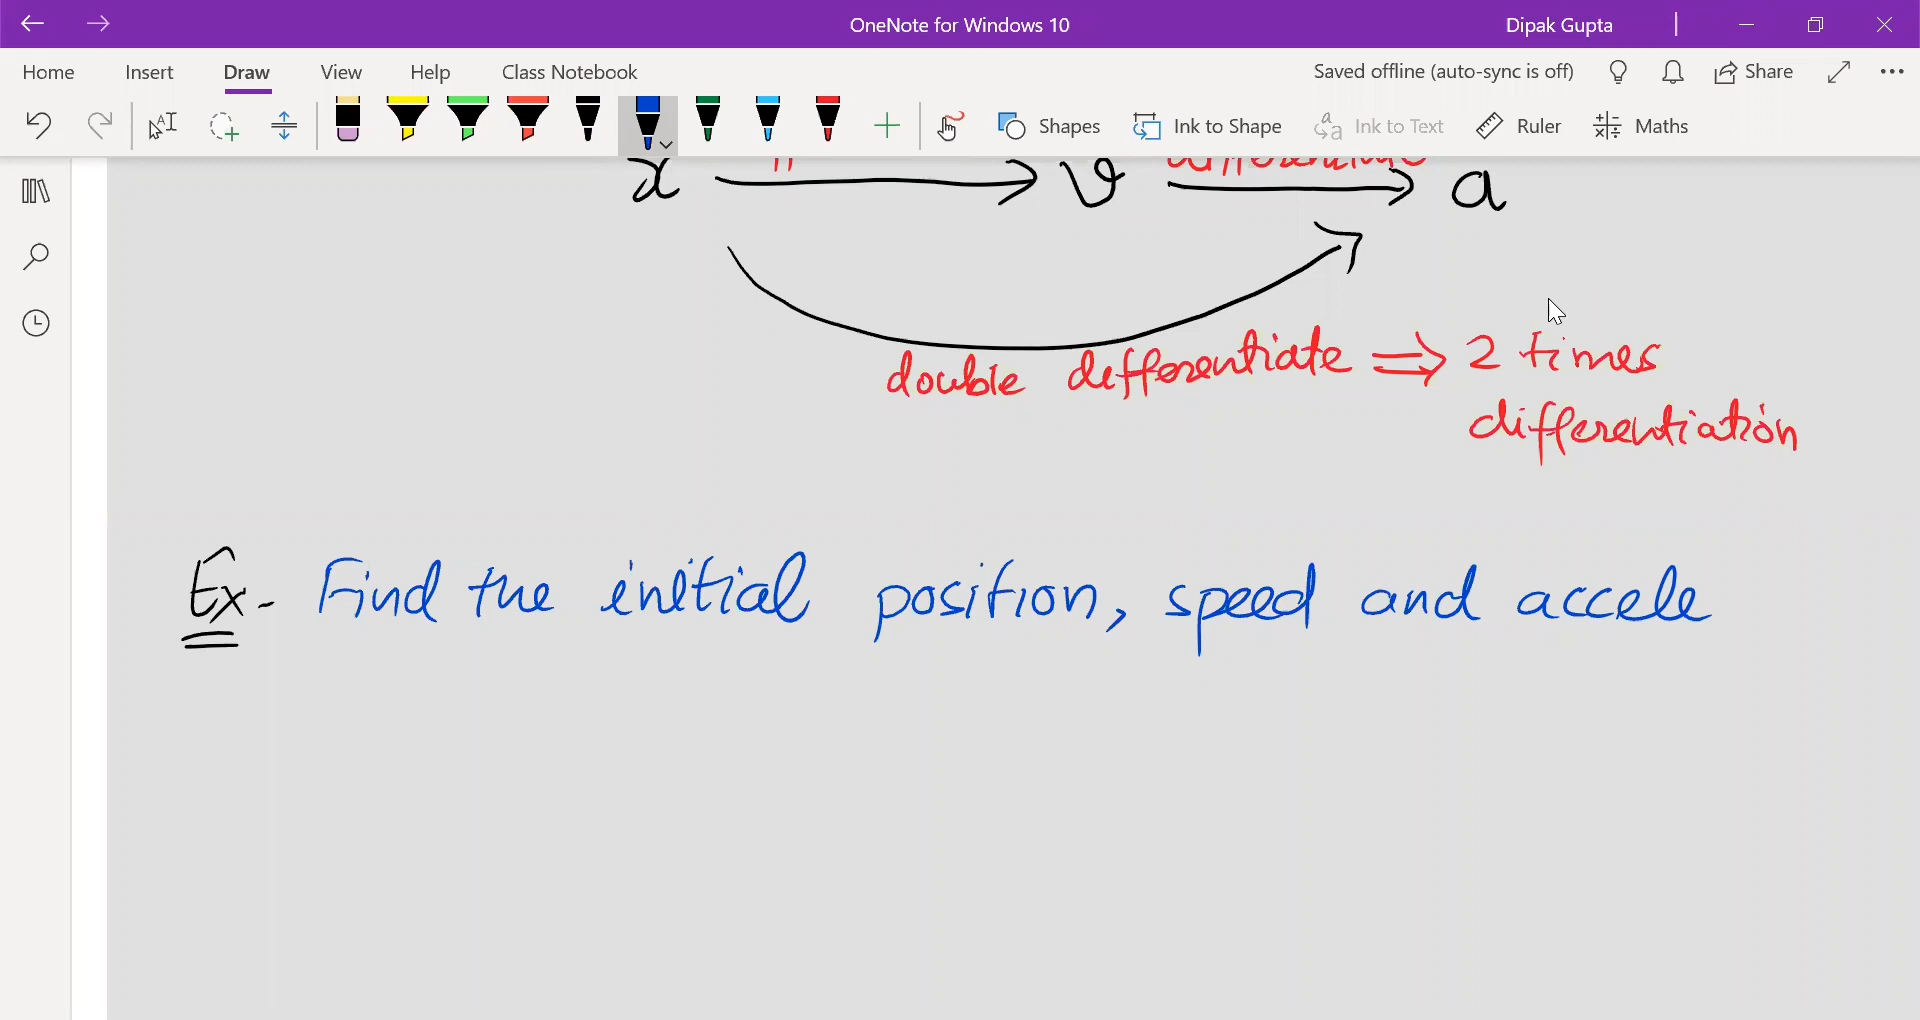 OneNote for Windows 10
Dipak Gupta
Home Insert Draw View Help Class Notebook
Saved offline (auto-sync is off) Share
Shapes Ink to Shape Ink to Text Ruler Maths
x v a
double differentiate ⇒ 2 times
differentiation
Ex- Find the initial position, speed and accele